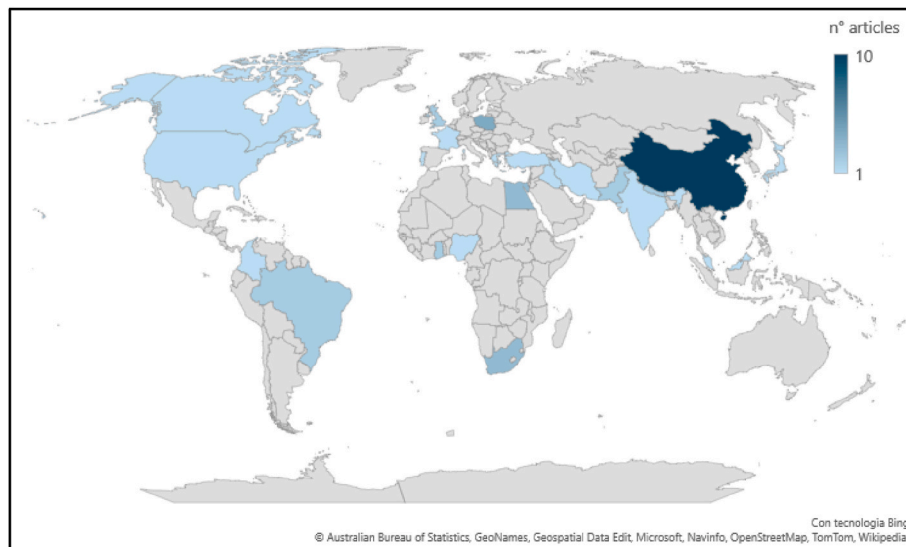 n° articles
10
1
Con tecnologia Bing
© Australian Bureau of Statistics, GeoNames, Geospatial Data Edit, Microsoft, Navinfo, OpenStreetMap, TomTom, Wikipedia